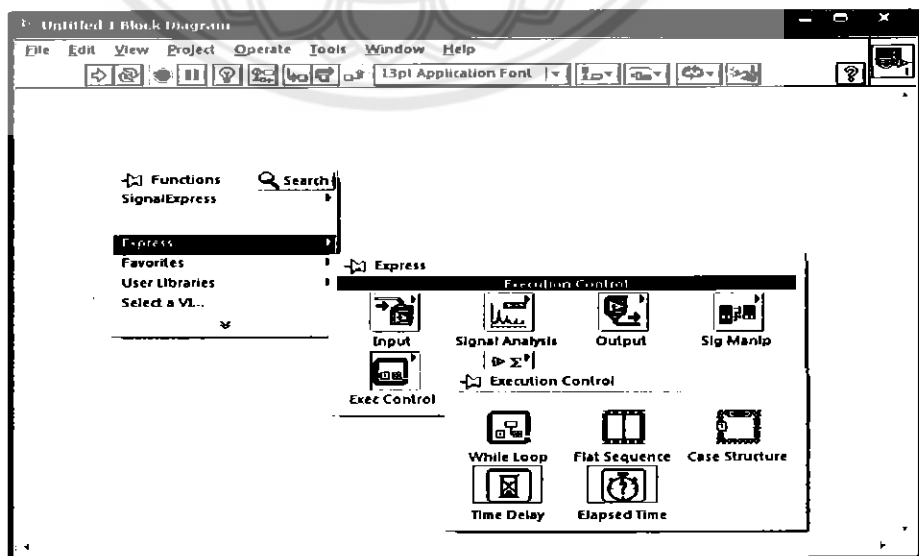 Untitled 1 Block Diagram
File Edit View Project Operate Tools Window Help
13pt Application Font
Functions Search
SignalExpress
Express
Favorites
User Libraries
Select a VI...
Express
Execution Control
Input Signal Analysis Output Sig Manip
Exec Control
Execution Control
While Loop Flat Sequence Case Structure
Time Delay Elapsed Time